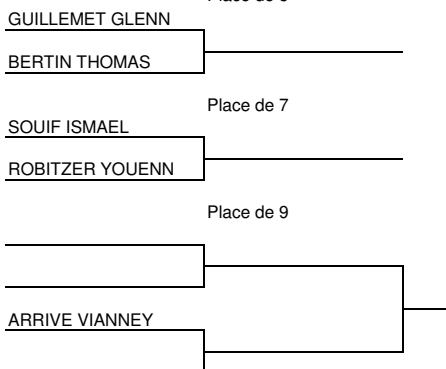 GUILLEMET GLENN
BERTIN THOMAS
Place de 7
SOUIF ISMAEL
ROBITZER YOUENN
Place de 9
ARRIVE VIANNEY